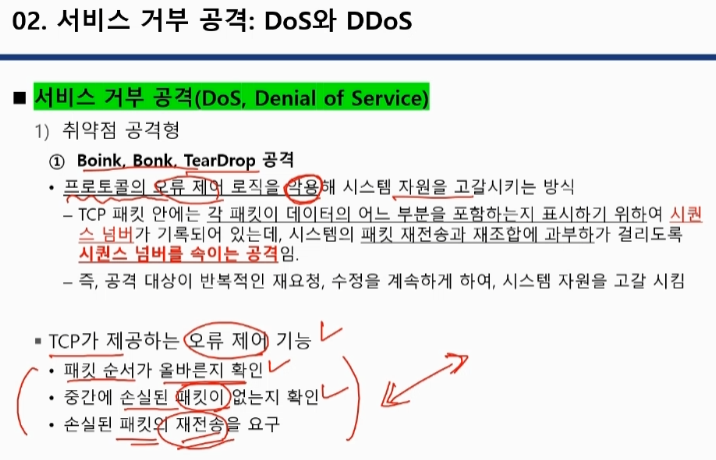 02. 서비스 거부 공격: DoS와 DDoS
■ 서비스 거부 공격(DoS, Denial of Service)
1) 취약점 공격형
① Boink, Bonk, TearDrop 공격
• 프로토콜의 오류 제어 로직을 악용해 시스템 자원을 고갈시키는 방식
– TCP 패킷 안에는 각 패킷이 데이터의 어느 부분을 포함하는지 표시하기 위하여 시퀀
스 넘버가 기록되어 있는데, 시스템의 패킷 재전송과 재조합에 과부하가 걸리도록
시퀀스 넘버를 속이는 공격임.
– 즉, 공격 대상이 반복적인 재요청, 수정을 계속하게 하여, 시스템 자원을 고갈 시킴
▪ TCP가 제공하는 오류 제어 기능
• 패킷 순서가 올바른지 확인
• 중간에 손실된 패킷이 없는지 확인
• 손실된 패킷의 재전송을 요구